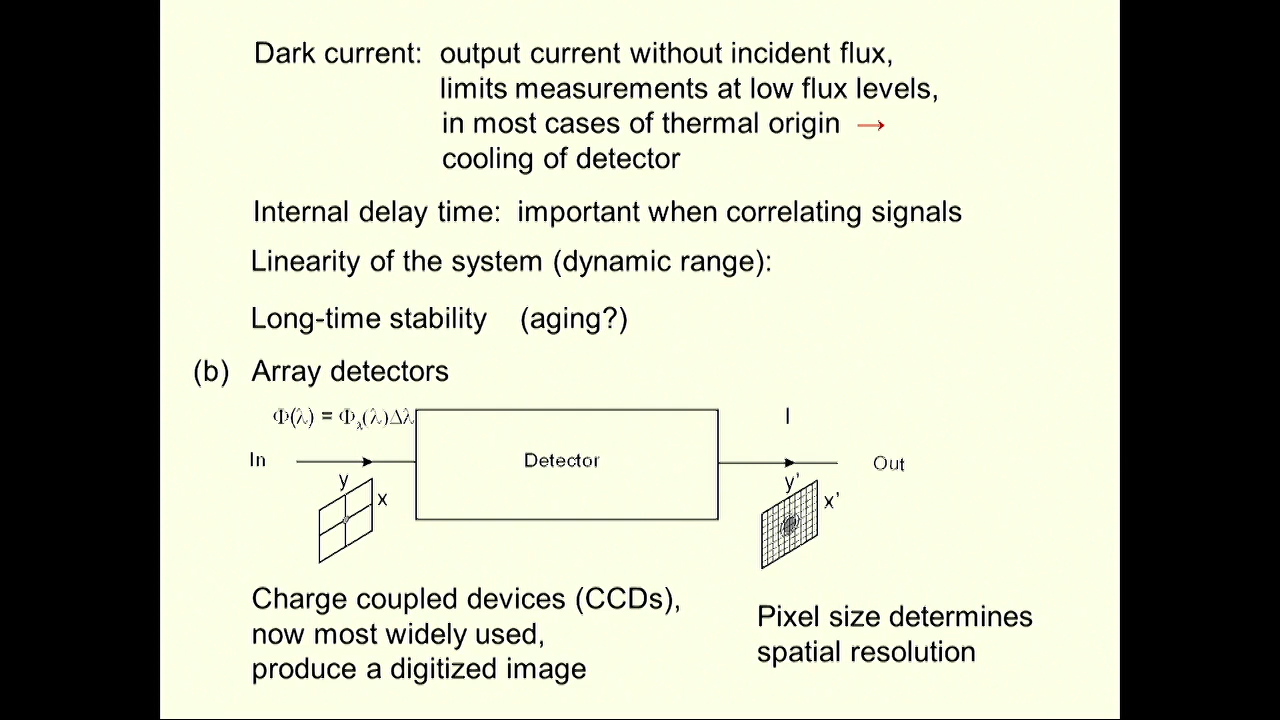 Dark current: output current without incident flux,
limits measurements at low flux levels,
in most cases of thermal origin →
cooling of detector
Internal delay time: important when correlating signals
Linearity of the system (dynamic range):
Long-time stability (aging?)
(b) Array detectors
Φ(λ) = Φλ(λ)Δλ
I
In
Detector
Out
y
x
y'
x'
Charge coupled devices (CCDs),
now most widely used,
produce a digitized image
Pixel size determines
spatial resolution